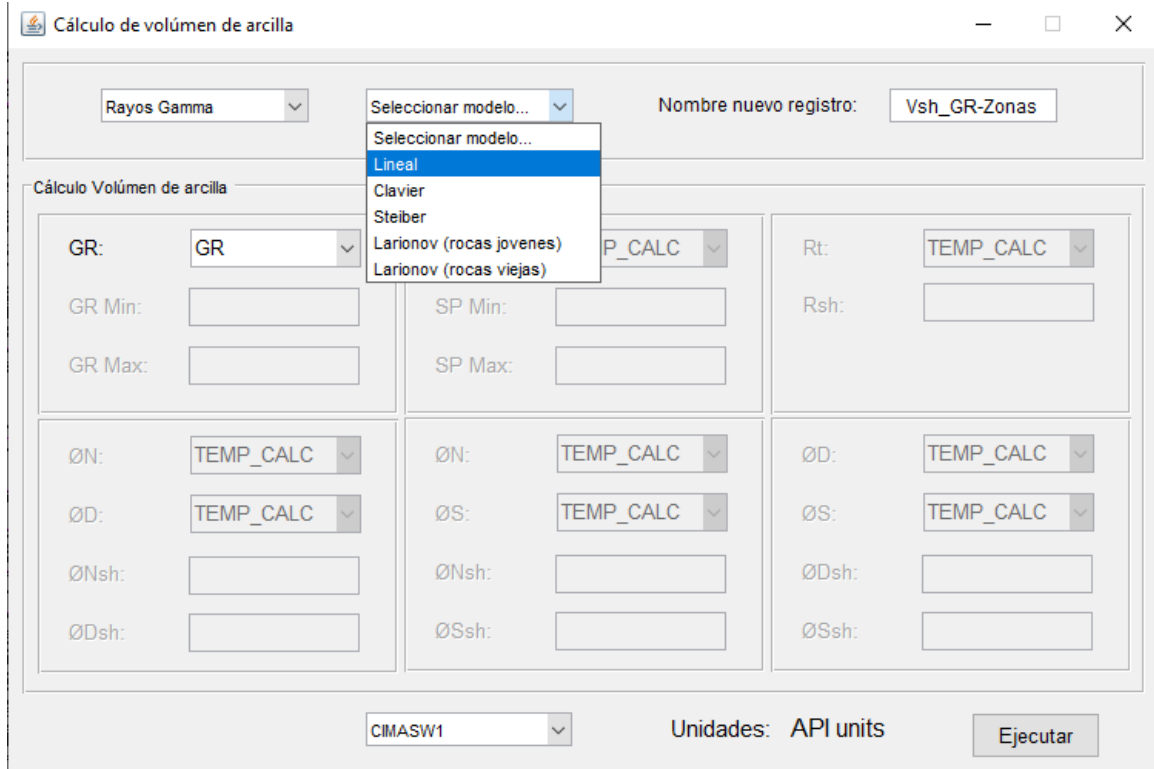 Cálculo de volúmen de arcilla
Rayos Gamma
Seleccionar modelo...
Nombre nuevo registro:
Vsh_GR-Zonas
Seleccionar modelo...
Lineal
Clavier
Steiber
Larionov (rocas jovenes)
Larionov (rocas viejas)
Cálculo Volúmen de arcilla
GR:
GR
GR Min:
GR Max:
P_CALC
SP Min:
SP Max:
Rt:
TEMP_CALC
Rsh:
ØN:
TEMP_CALC
ØD:
TEMP_CALC
ØNsh:
ØDsh:
ØN:
TEMP_CALC
ØS:
TEMP_CALC
ØNsh:
ØSsh:
ØD:
TEMP_CALC
ØS:
TEMP_CALC
ØDsh:
ØSsh:
CIMASW1
Unidades: API units
Ejecutar